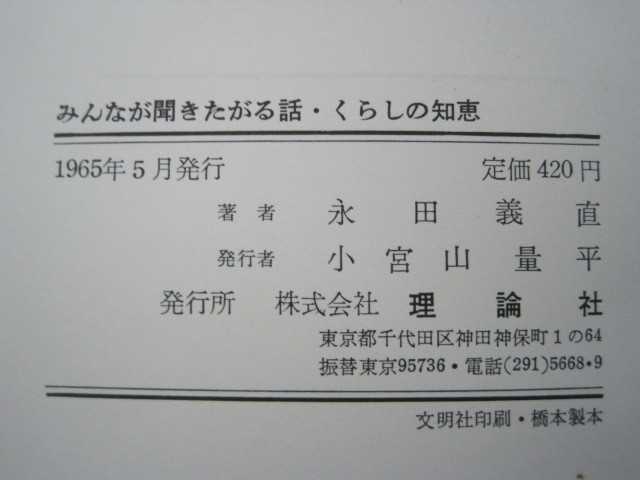 みんなが聞きたがる話・くらしの知恵
1965年5月発行 定価420円
著者 永田義直
発行者 小宮山量平
発行所 株式会社 理論社
東京都千代田区神田神保町1の64
振替東京95736・電話(291)5668・9
文明社印刷・橋本製本